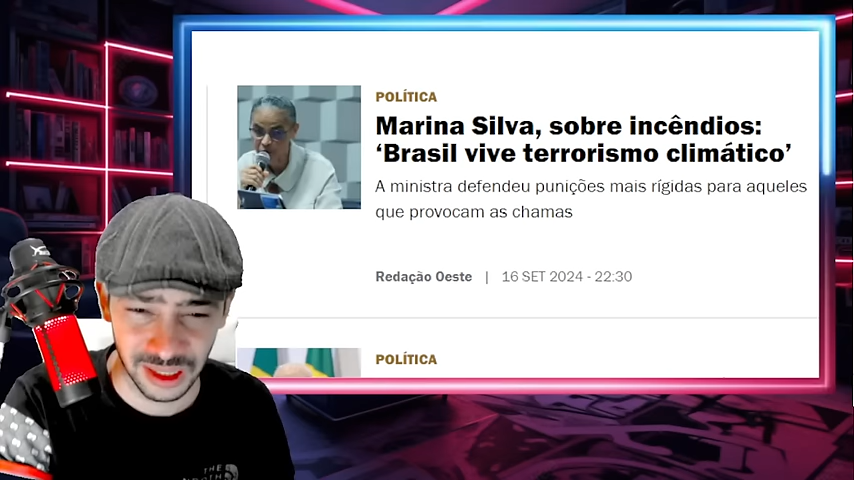 POLÍTICA
Marina Silva, sobre incêndios:
‘Brasil vive terrorismo climático’
A ministra defendeu punições mais rígidas para aqueles
que provocam as chamas
Redação Oeste | 16 SET 2024 - 22:30
POLÍTICA
THE